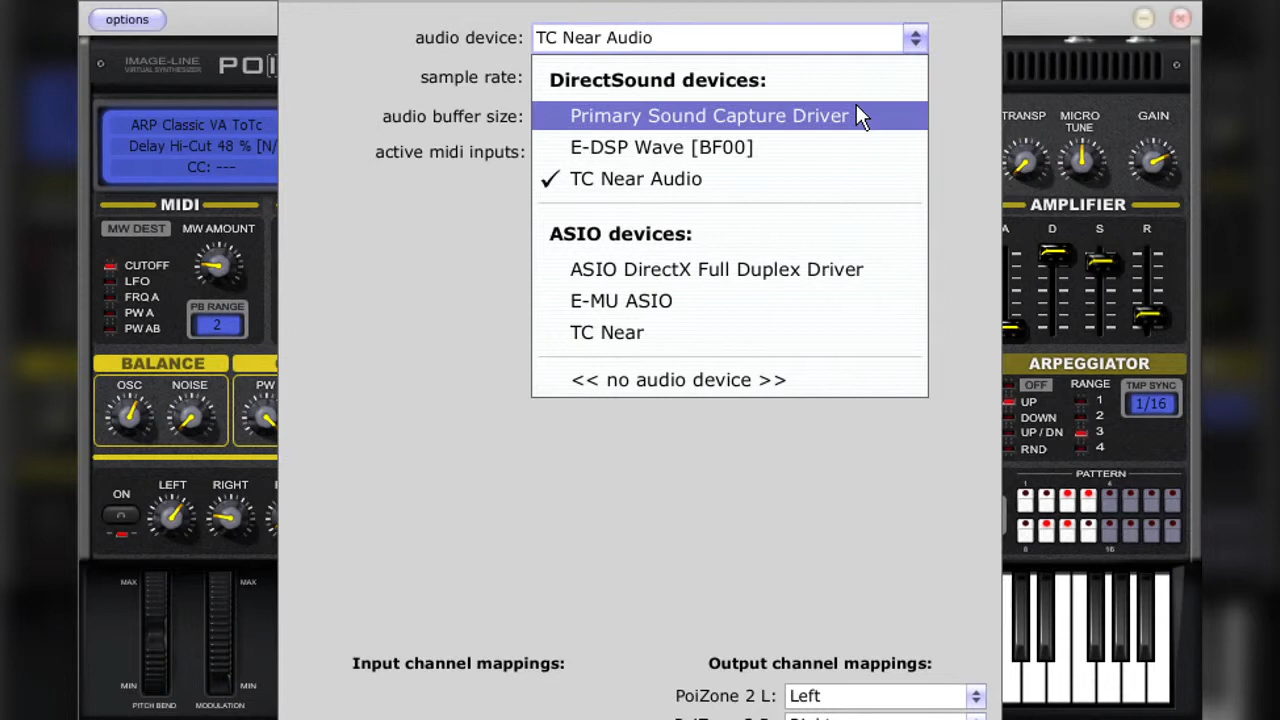 options
audio device: TC Near Audio
sample rate:
audio buffer size:
active midi inputs:
DirectSound devices:
Primary Sound Capture Driver
E-DSP Wave [BF00]
✓ TC Near Audio
ASIO devices:
ASIO DirectX Full Duplex Driver
E-MU ASIO
TC Near
<< no audio device >>
IMAGE-LINE
VIRTUAL SYNTHESIZER
ARP Classic VA ToTc
Delay Hi-Cut 48 % [N/
CC: ---
MIDI
MW DEST MW AMOUNT
CUTOFF
LFO
FRQ A
PW A
PW AB
PB RANGE
2
BALANCE
OSC NOISE PW
ON LEFT RIGHT
MAX MAX
MIN MIN
PITCH BEND MODULATION
TRANSP MICRO TUNE GAIN
AMPLIFIER
A D S R
ARPEGGIATOR
OFF RANGE TMP SYNC
UP 1 1/16
DOWN 2
UP / DN 3
RND 4
PATTERN
1 4
8 16
Input channel mappings: Output channel mappings:
PoiZone 2 L: Left